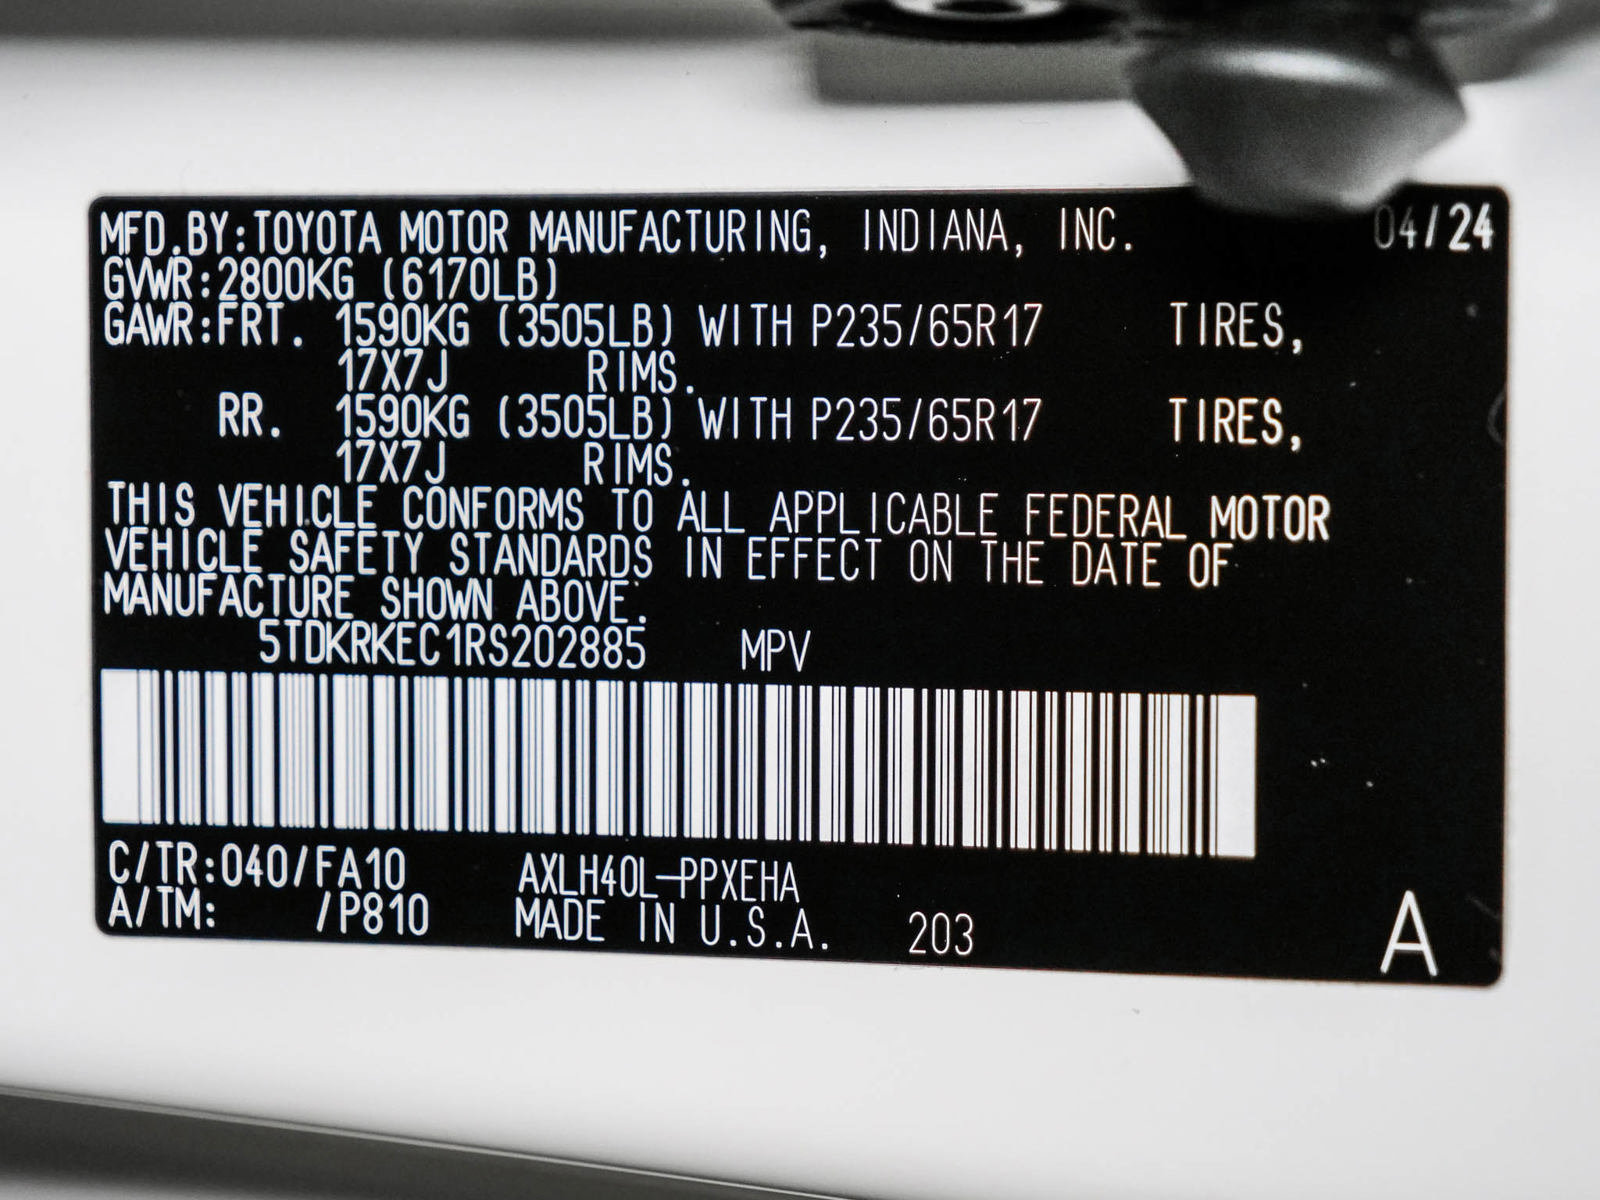 MFD.BY:TOYOTA MOTOR MANUFACTURING, INDIANA, INC. 04/24
GVWR:2800KG (6170LB)
GAWR:FRT. 1590KG (3505LB) WITH P235/65R17 TIRES,
17X7J RIMS.
RR. 1590KG (3505LB) WITH P235/65R17 TIRES,
17X7J RIMS.
THIS VEHICLE CONFORMS TO ALL APPLICABLE FEDERAL MOTOR
VEHICLE SAFETY STANDARDS IN EFFECT ON THE DATE OF
MANUFACTURE SHOWN ABOVE.
5TDKRKEC1RS202885 MPV
C/TR:040/FA10 AXLH40L-PPXEHA
A/TM: /P810 MADE IN U.S.A. 203 A